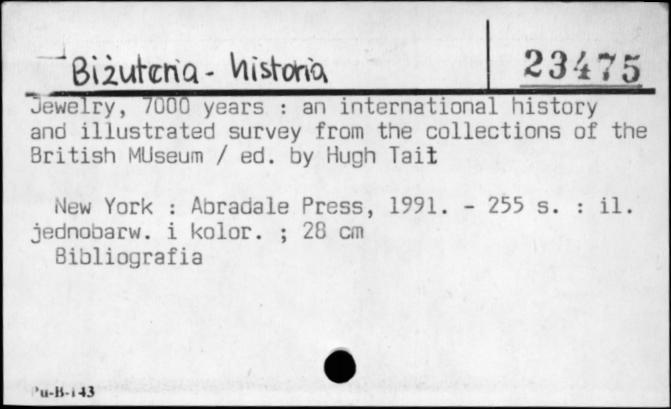 Biżuteria - historia 23475
Jewelry, 7000 years : an international history
and illustrated survey from the collections of the
British MUseum / ed. by Hugh Tait
New York : Abradale Press, 1991. - 255 s. : il.
jednobarw. i kolor. ; 28 cm
Bibliografia
Pu-B-143